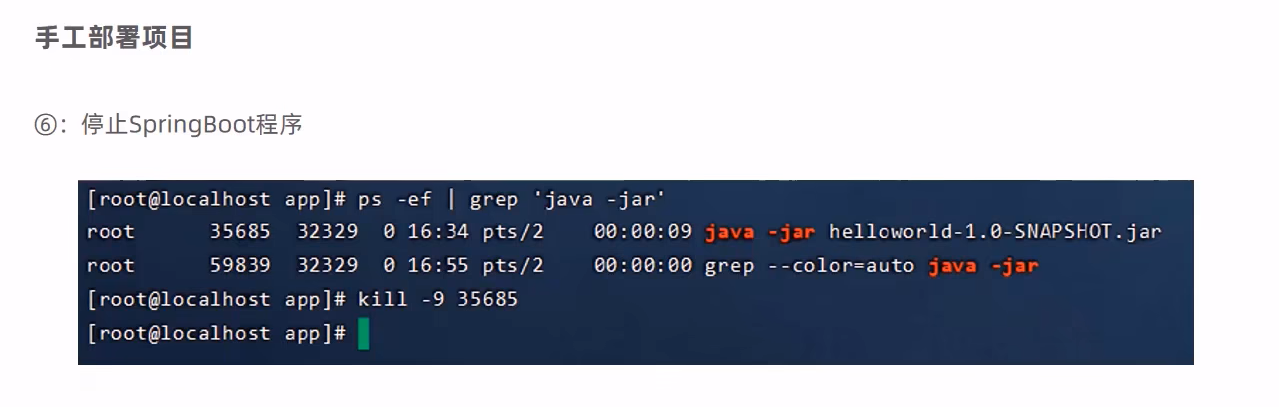 手工部署项目
⑥：停止SpringBoot程序
[root@localhost app]# ps -ef | grep 'java -jar'
root      35685  32329  0 16:34 pts/2    00:00:09 java -jar helloworld-1.0-SNAPSHOT.jar
root      59839  32329  0 16:55 pts/2    00:00:00 grep --color=auto java -jar
[root@localhost app]# kill -9 35685
[root@localhost app]#